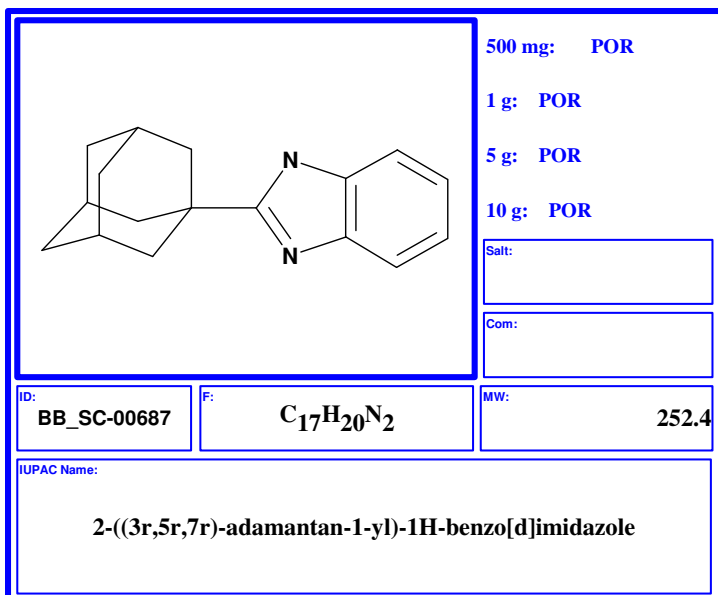 500 mg: POR
1 g: POR
5 g: POR
10 g: POR
N
N
Salt:
Com:
ID:
BB_SC-00687
F:
C17H20N2
MW:
252.4
IUPAC Name:
2-((3r,5r,7r)-adamantan-1-yl)-1H-benzo[d]imidazole